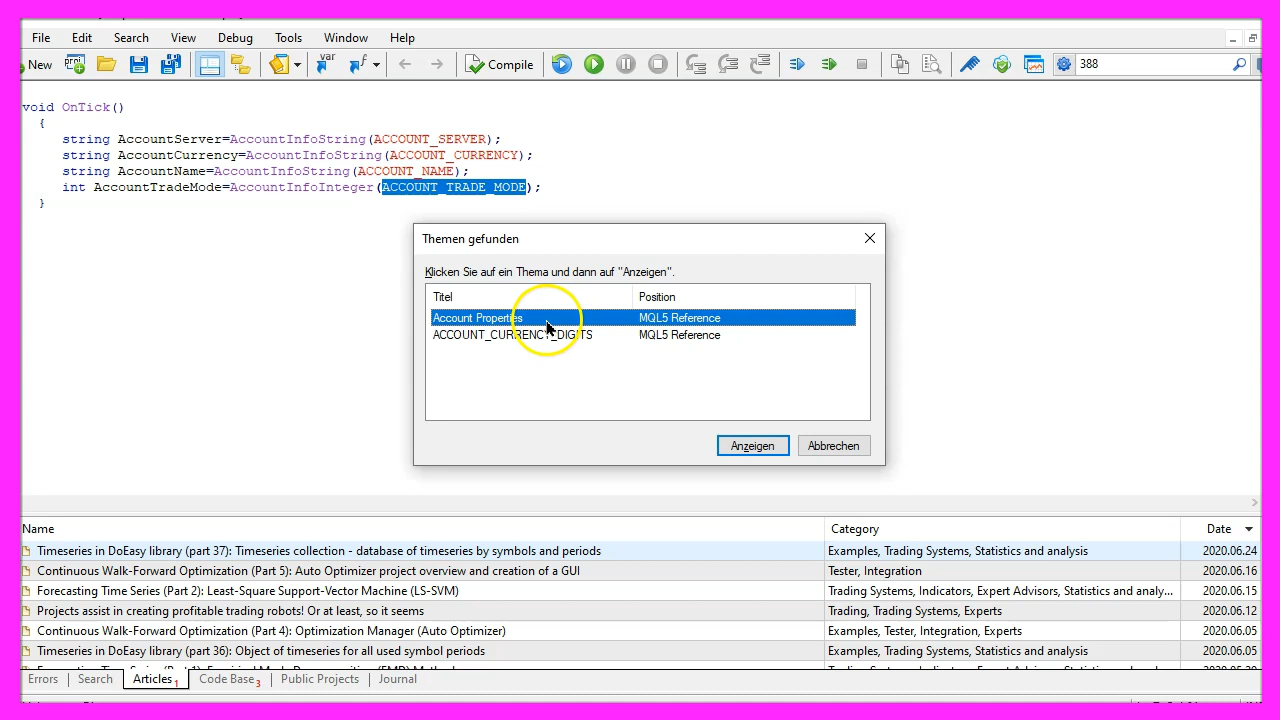 File Edit Search View Debug Tools Window Help
New Compile 388
void OnTick()
{
string AccountServer=AccountInfoString(ACCOUNT_SERVER);
string AccountCurrency=AccountInfoString(ACCOUNT_CURRENCY);
string AccountName=AccountInfoString(ACCOUNT_NAME);
int AccountTradeMode=AccountInfoInteger(ACCOUNT_TRADE_MODE);
}
Themen gefunden
Klicken Sie auf ein Thema und dann auf "Anzeigen".
Titel Position
Account Properties MQL5 Reference
ACCOUNT_CURRENCY_DIGITS MQL5 Reference
Anzeigen Abbrechen
Name Category Date
Timeseries in DoEasy library (part 37): Timeseries collection - database of timeseries by symbols and periods Examples, Trading Systems, Statistics and analysis 2020.06.24
Continuous Walk-Forward Optimization (Part 5): Auto Optimizer project overview and creation of a GUI Tester, Integration 2020.06.16
Forecasting Time Series (Part 2): Least-Square Support-Vector Machine (LS-SVM) Trading Systems, Indicators, Expert Advisors, Statistics and analy... 2020.06.15
Projects assist in creating profitable trading robots! Or at least, so it seems Trading, Trading Systems, Experts 2020.06.12
Continuous Walk-Forward Optimization (Part 4): Optimization Manager (Auto Optimizer) Examples, Tester, Integration, Experts 2020.06.05
Timeseries in DoEasy library (part 36): Object of timeseries for all used symbol periods Examples, Trading Systems, Statistics and analysis 2020.06.05
Errors Search Articles 1 Code Base 3 Public Projects Journal